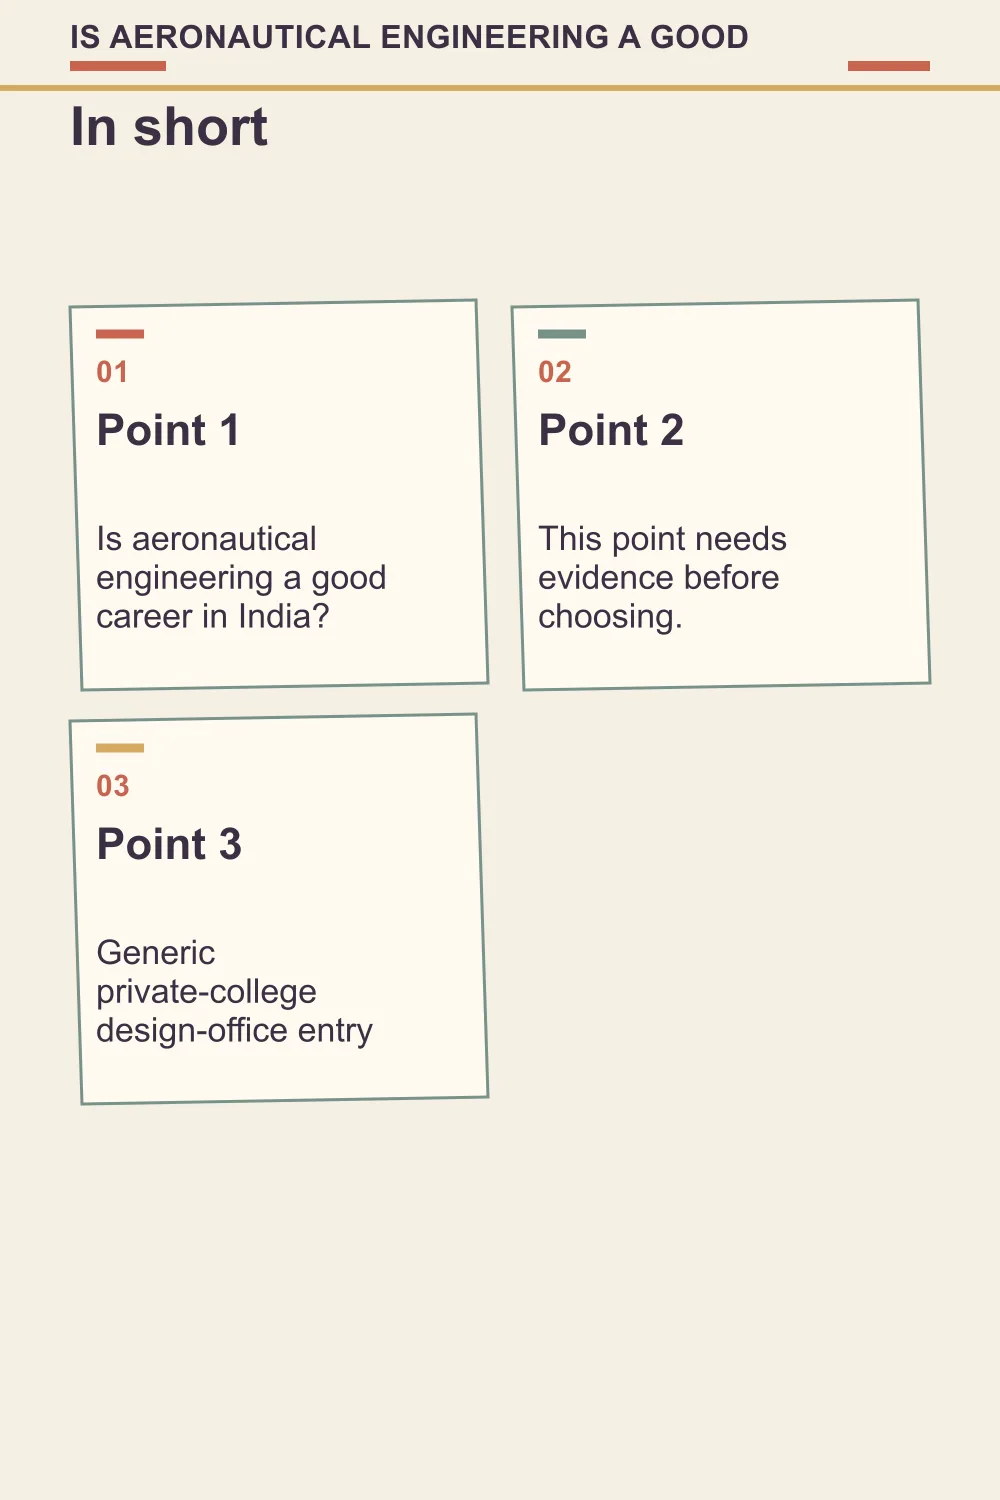 IS AERONAUTICAL ENGINEERING A GOOD
In short
01
Point 1
Is aeronautical
engineering a good
career in India?
02
Point 2
This point needs
evidence before
choosing.
03
Point 3
Generic
private-college
design-office entry